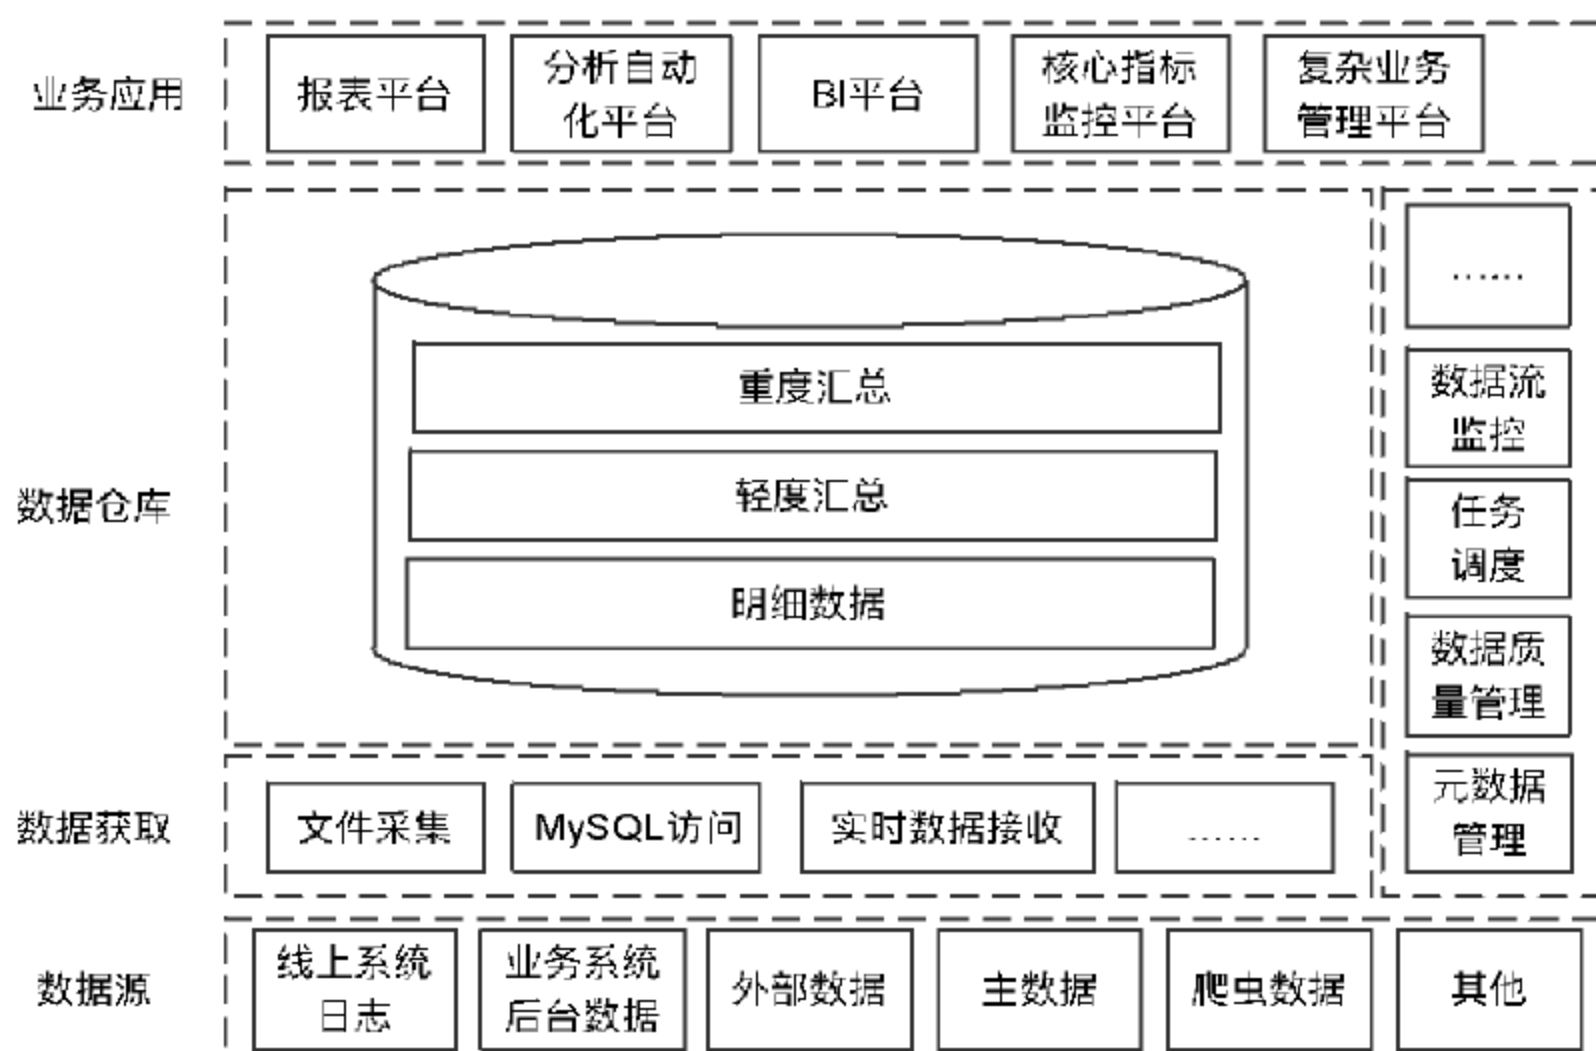 业务应用
报表平台
分析自动
化平台
BI平台
核心指标
监控平台
复杂业务
管理平台
数据仓库
重度汇总
轻度汇总
明细数据
……
数据流
监控
任务
调度
数据质
量管理
元数据
管理
数据获取
文件采集
MySQL访问
实时数据接收
……
数据源
线上系统
日志
业务系统
后台数据
外部数据
主数据
爬虫数据
其他